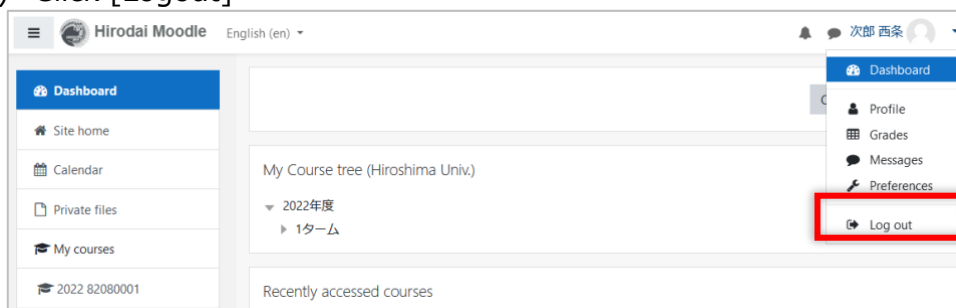 Click [Logout]
Hirodai Moodle English (en) 次郎 西条
Dashboard
Site home
Calendar
Private files
My courses
2022 82080001
My Course tree (Hiroshima Univ.)
2022年度
1ターム
Recently accessed courses
Dashboard
Profile
Grades
Messages
Preferences
Log out